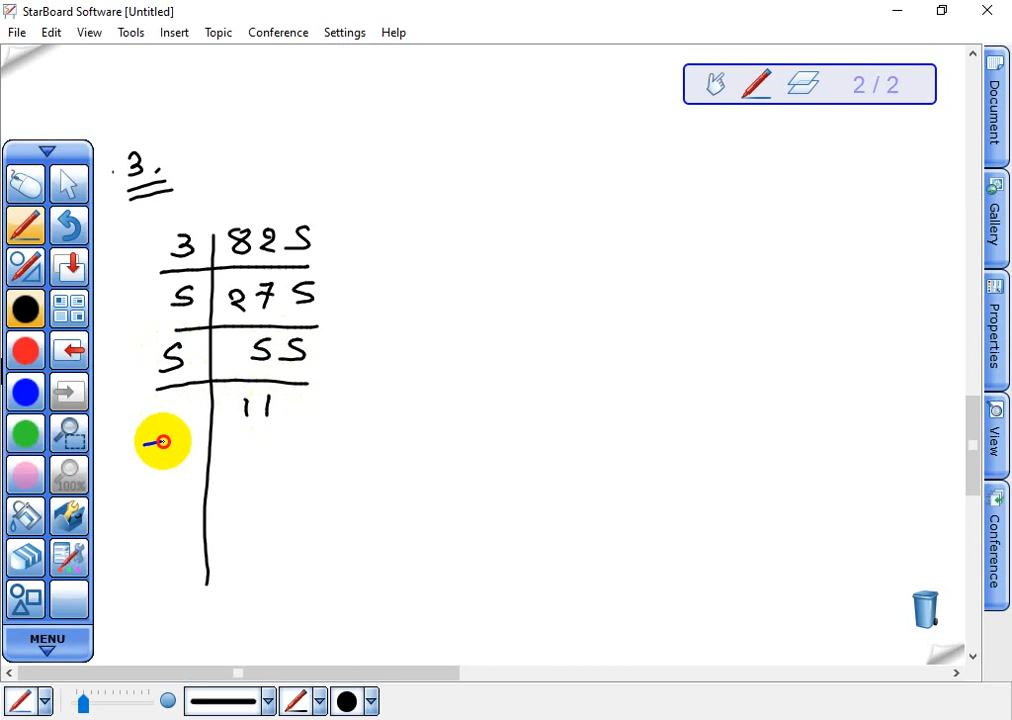 StarBoard Software [Untitled]
File Edit View Tools Insert Topic Conference Settings Help
2 / 2
Document
Gallery
Properties
View
Conference
3.
3 825
5 275
5 55
11
100%
MENU